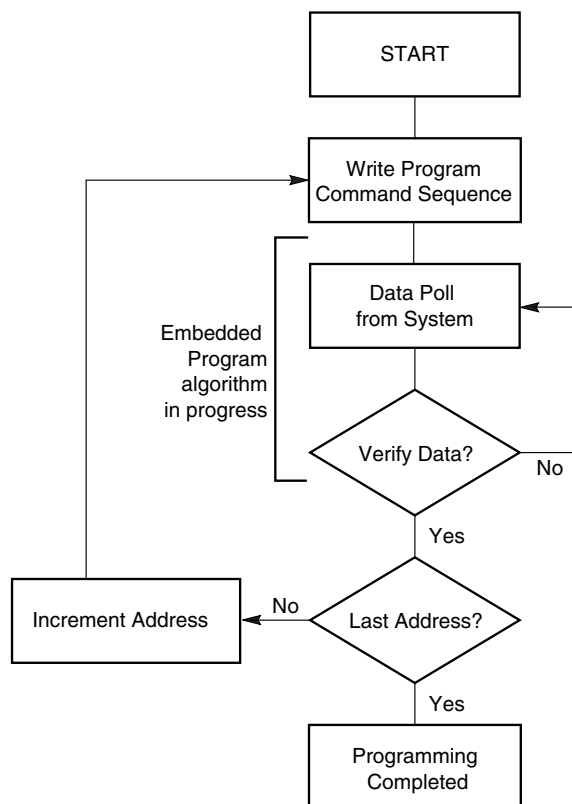 START
Write Program
Command Sequence
Data Poll
from System
Embedded
Program
algorithm
in progress
Verify Data?
No
Yes
Increment Address
No
Last Address?
Yes
Programming
Completed